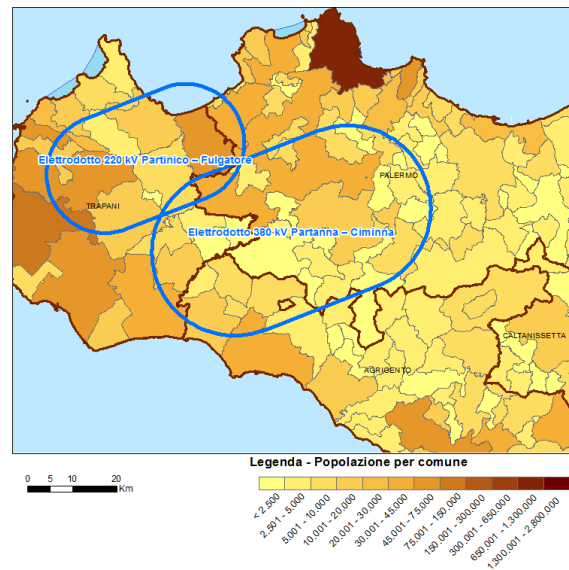 Elettrodotto 220 kV Partinico – Fulgatore
PALERMO
TRAPANI
Elettrodotto 380 kV Partanna – Ciminna
CALTANISSETTA
AGRIGENTO
Legenda - Popolazione per comune
0 5 10 20
Km
< 2.500
2.501 - 5.000
5.001 - 10.000
10.001 - 20.000
20.001 - 30.000
30.001 - 45.000
45.001 - 75.000
75.001 - 150.000
150.001 - 300.000
300.001 - 650.000
650.001 - 1.300.000
1.300.001 - 2.800.000